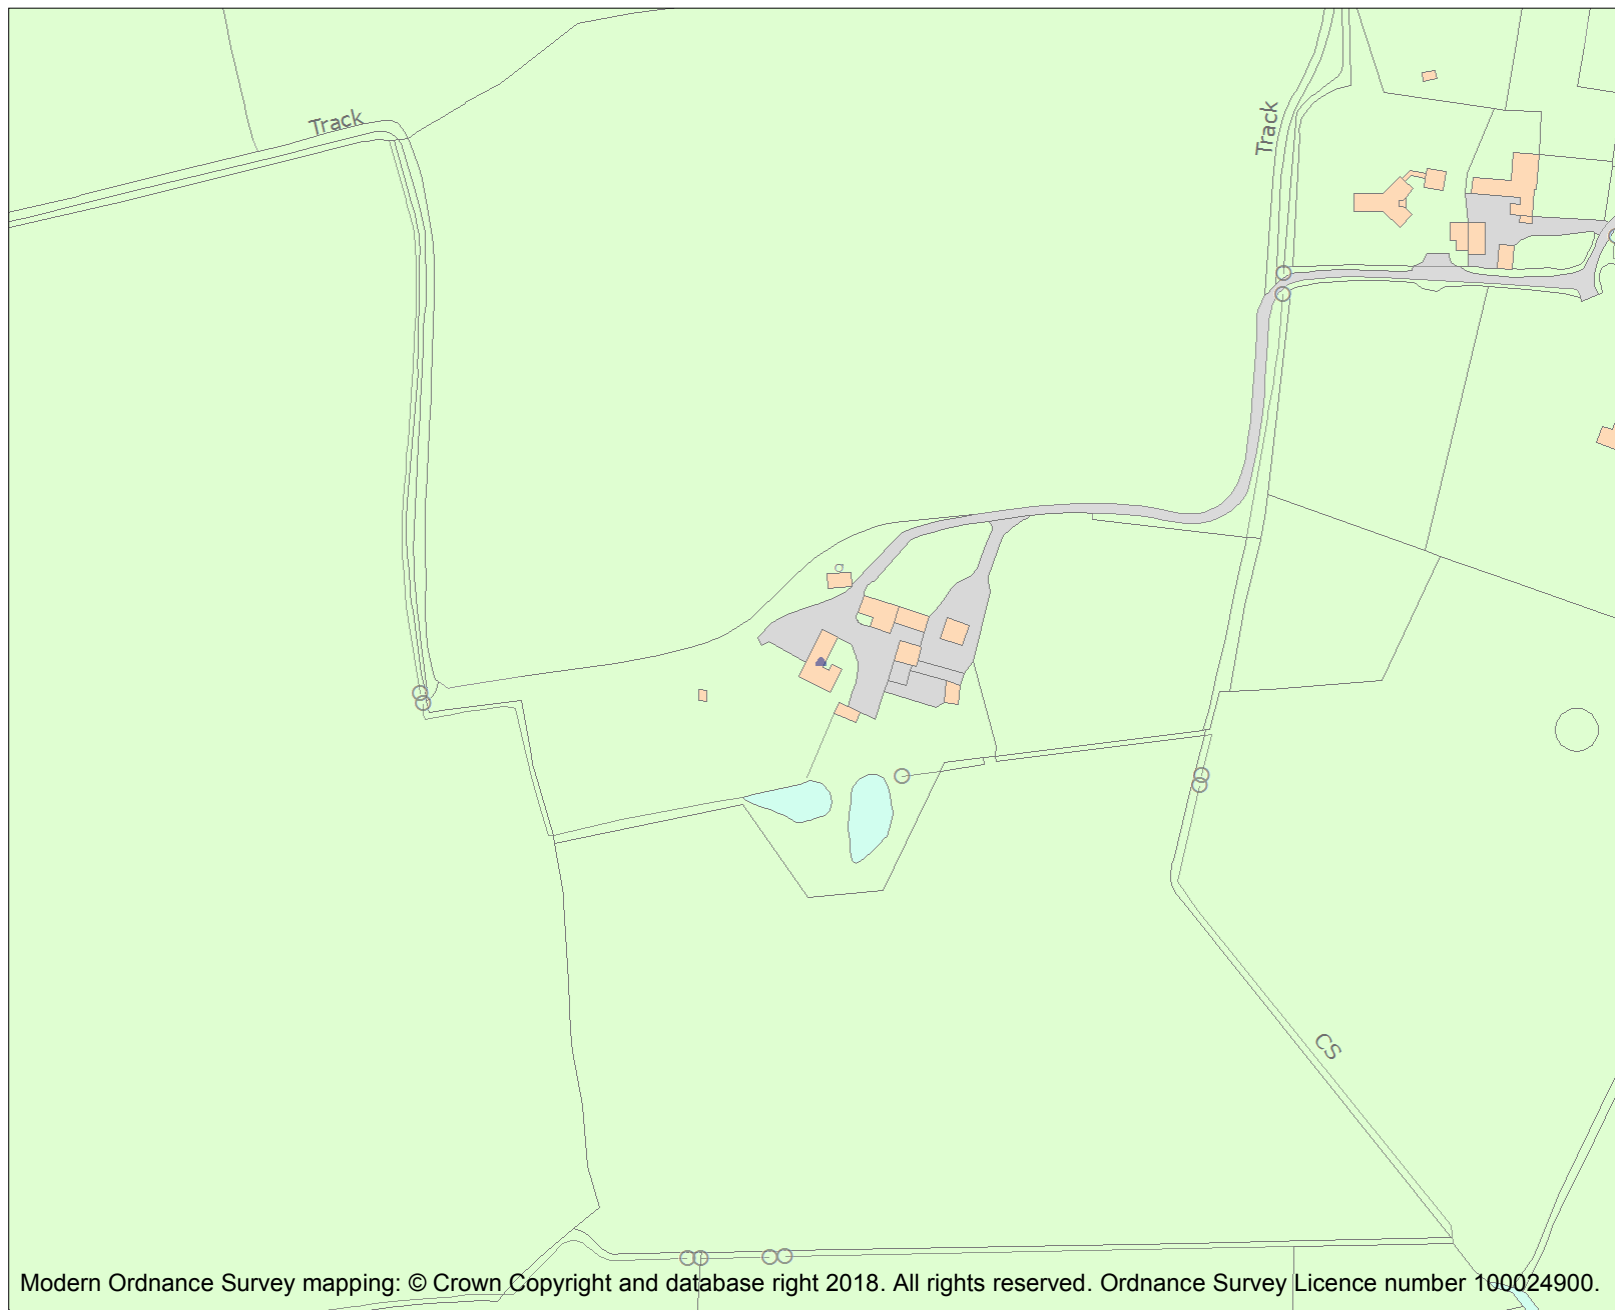 Track
Track
CS
Modern Ordnance Survey mapping: © Crown Copyright and database right 2018. All rights reserved. Ordnance Survey Licence number 100024900.